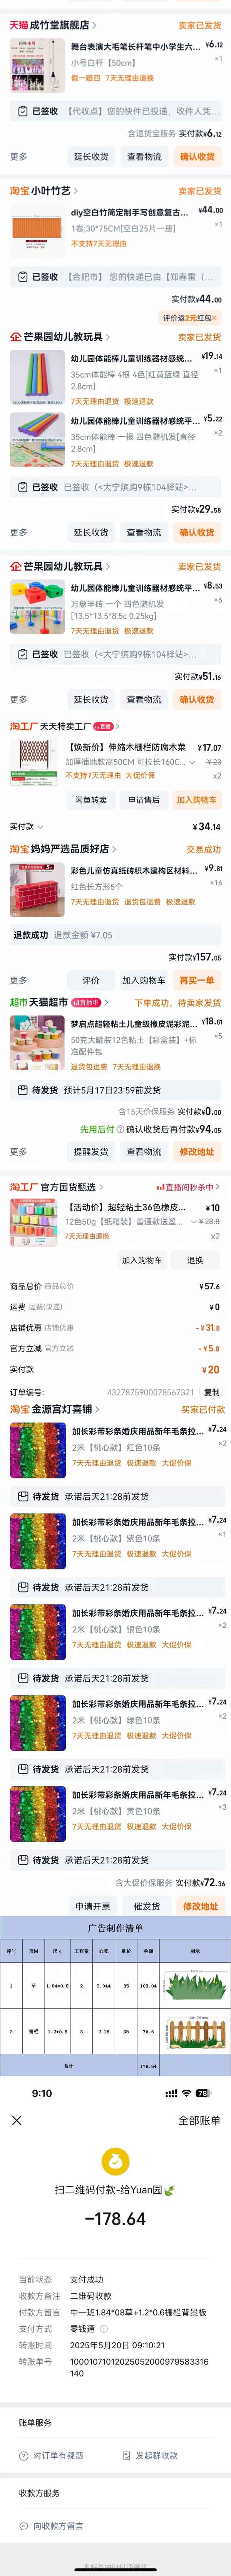 天猫 成竹堂旗舰店 >
卖家已发货
舞台表演大毛笔长杆笔中小学生六... ¥6.12
小号白杆【50cm】 ×1
假一赔四 7天无理由退换
已签收 【代收点】您的快件已投递，收件人凭...
含退货宝服务 实付款¥6.12
更多 延长收货 查看物流 确认收货
淘宝 小叶竹艺 >
卖家已发货
diy空白竹简定制手写创意复古... ¥44.00
1卷;30*75CM[空白25片一册] ×1
不支持7天无理由
已签收 【合肥市】 您的快递已由【郑春雷（...
实付款¥44.00
评价返2元红包×
企 芒果园幼儿教玩具 >
卖家已发货
幼儿园体能棒儿童训练器材感统... ¥19.14
35cm体能棒 4根 4色[红黄蓝绿 直径2.8cm] ×1
7天无理由退货 极速退款
幼儿园体能棒儿童训练器材感统平... ¥5.22
35cm体能棒 一根 四色随机发[直径2.8cm] ×2
7天无理由退货 极速退款
已签收 已签收（<大宁缤购9栋104驿站>...
实付款¥29.58
更多 延长收货 查看物流 确认收货
企 芒果园幼儿教玩具 >
卖家已发货
幼儿园体能棒儿童训练器材感统平... ¥8.53
万象半砖 一个 四色随机发[13.5*13.5*8.5c 0.25kg] ×6
7天无理由退货 极速退款
已签收 已签收（<大宁缤购9栋104驿站>...
实付款¥51.16
更多 延长收货 查看物流 确认收货
淘工厂 天天特卖工厂 直播 >
【焕新价】伸缩木栅栏防腐木菜 ¥17.07
加厚插地款高50CM 可拉长160C... ¥23
不支持7天无理由 大促价保 x2
闲鱼转卖 申请售后 加入购物车
实付款 ¥34.14
淘宝 妈妈严选品质好店 >
交易成功
彩色儿童仿真纸砖积木建构区材料... ¥9.81
红色长方形5个 ×16
7天无理由退货 退货包运费 极速退款
退款成功 退款金额 ¥7.05
实付款¥157.05
更多 评价 加入购物车 再买一单
超市 天猫超市 直播中 >
下单成功，待卖家发货
梦启点超轻粘土儿童级橡皮泥彩泥... ¥18.81
50克大罐装12色粘土【彩盒装】+标准配件包 ×5
退货包运费 7天无理由退换
待发货 预计5月17日23:59前发货
含15天价保服务 实付款¥0.00
先用后付 确认收货后再付款¥94.05
更多 提醒发货 查看物流 修改地址
淘工厂 官方国货甄选 >
直播间秒杀中 >
【活动价】超轻粘土36色橡皮... ¥10
12色50g【纸箱装】普通款送塑... ¥28.8
7天无理由退换 x2
加入购物车 退换
商品总价 商品总价 ¥57.6
运费 运费(快递) ¥0
店铺优惠 店铺优惠 -¥31.8
官方立减 官方立减 -¥5.8
实付款 ¥20
订单编号: 4327875900078567321 | 复制
淘宝 金源宫灯喜铺 >
买家已付款
加长彩带彩条婚庆用品新年毛条拉... ¥7.24
2米【桃心款】红色10条 ×2
7天无理由退货 极速退款 大促价保
待发货 承诺后天21:28前发货
加长彩带彩条婚庆用品新年毛条拉... ¥7.24
2米【桃心款】紫色10条 ×1
7天无理由退货 极速退款 大促价保
待发货 承诺后天21:28前发货
加长彩带彩条婚庆用品新年毛条拉... ¥7.24
2米【桃心款】银色10条 ×2
7天无理由退货 极速退款 大促价保
待发货 承诺后天21:28前发货
加长彩带彩条婚庆用品新年毛条拉... ¥7.24
2米【桃心款】绿色10条 ×2
7天无理由退货 极速退款 大促价保
待发货 承诺后天21:28前发货
加长彩带彩条婚庆用品新年毛条拉... ¥7.24
2米【桃心款】黄色10条 ×3
7天无理由退货 极速退款 大促价保
待发货 承诺后天21:28前发货
含大促价保服务 实付款¥72.36
申请开票 催发货 修改地址
广告制作清单
序号 项目 尺寸 工程量 面积 单价 金额 图示
1 草 1.84*0.8 2 2.944 35 103.04
2 栅栏 1.2*0.6 3 2.16 35 75.6
合计 178.64
9:10 78
全部账单
扫二维码付款-给Yuan园
-178.64
当前状态 支付成功
收款方备注 二维码收款
付款方留言 中一班1.84*08草+1.2*0.6栅栏背景板
支付方式 零钱通
转账时间 2025年5月20日 09:10:21
转账单号 1000107101202505200097958331​6140
账单服务
对订单有疑惑 发起群收款
收款方服务
向收款方留言